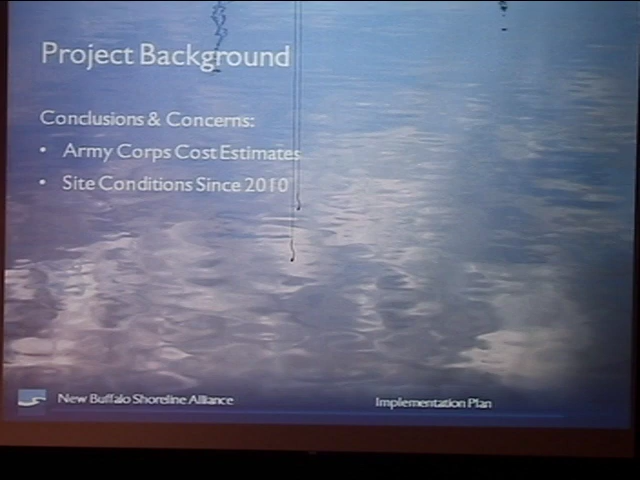 Project Background
Conclusions & Concerns:
• Army Corps Cost Estimates
• Site Conditions Since 2010
New Buffalo Shoreline Alliance
Implementation Plan